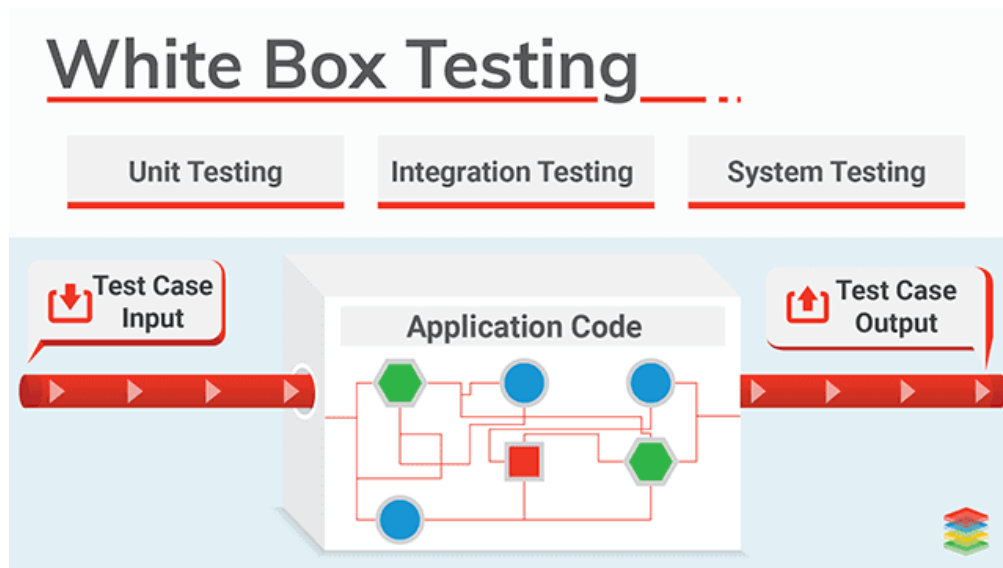 White Box Testing
Unit Testing
Integration Testing
System Testing
Test Case
Input
Application Code
Test Case
Output